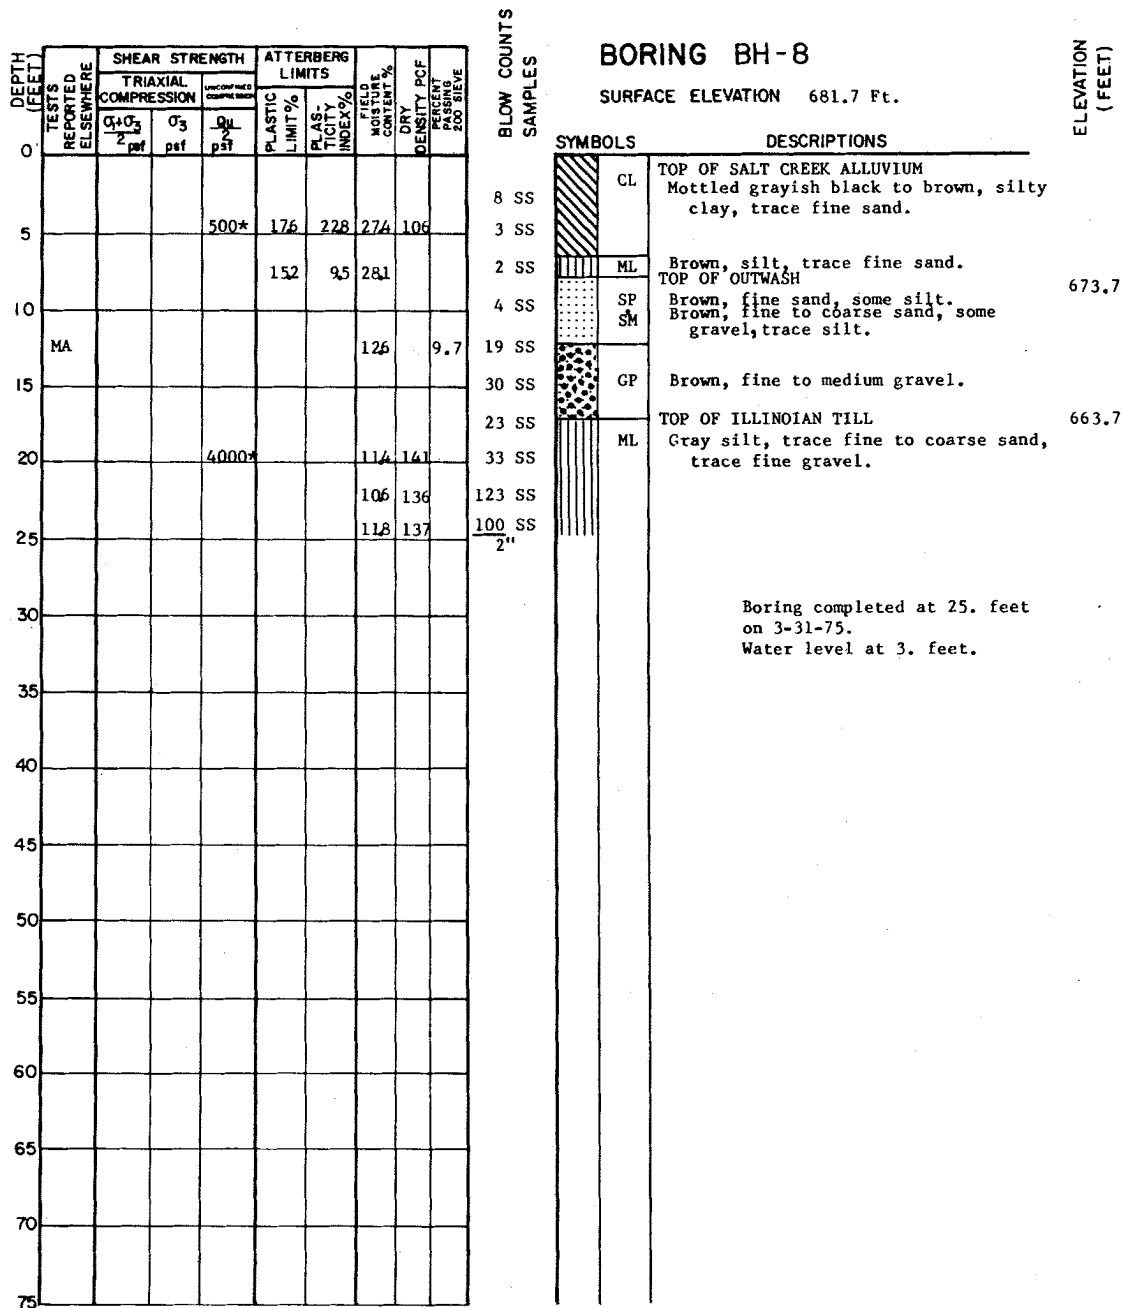 BORING BH-8
SURFACE ELEVATION 681.7 Ft.
DEPTH (FEET)
TESTS REPORTED ELSEWHERE
SHEAR STRENGTH
TRIAXIAL COMPRESSION
UNCONFINED COMPRESSION
σ1+σ3 / 2 psf
σ3 psf
Qu / 2 psf
ATTERBERG LIMITS
PLASTIC LIMIT%
PLAS-TICITY INDEX%
FIELD MOISTURE CONTENT%
DRY DENSITY PCF
PERCENT PASSING 200 SIEVE
BLOW COUNTS
SAMPLES
SYMBOLS
DESCRIPTIONS
ELEVATION (FEET)
0
TOP OF SALT CREEK ALLUVIUM
CL Mottled grayish black to brown, silty
clay, trace fine sand.
8 SS
500* 17.6 22.8 27.4 106 3 SS
5
15.2 9.5 28.1 2 SS
ML Brown, silt, trace fine sand.
TOP OF OUTWASH 673.7
4 SS
10
SP Brown, fine sand, some silt.
& SM Brown, fine to coarse sand, some
gravel, trace silt.
MA 12.6 9.7 19 SS
15
30 SS
GP Brown, fine to medium gravel.
23 SS
TOP OF ILLINOIAN TILL 663.7
ML Gray silt, trace fine to coarse sand,
trace fine gravel.
20
4000* 11.4 141 33 SS
10.6 136 123 SS
11.8 137 100/2" SS
25
Boring completed at 25. feet
on 3-31-75.
Water level at 3. feet.
30
35
40
45
50
55
60
65
70
75